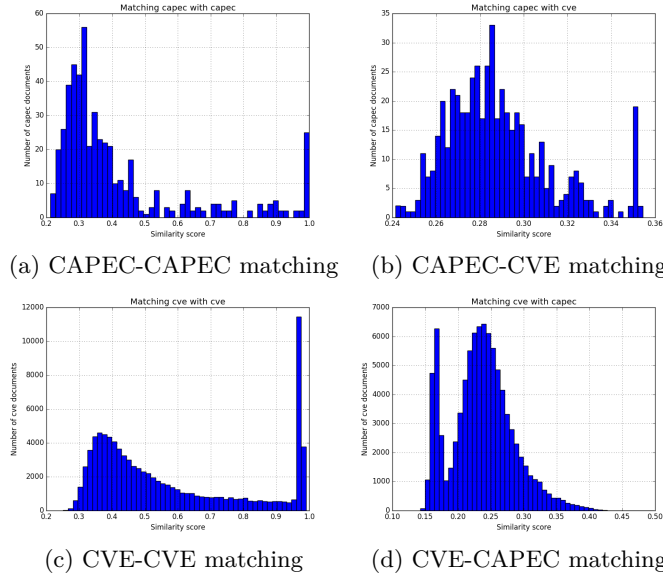 Matching capec with capec
Number of capec documents
60
50
40
30
20
10
0
0.2 0.3 0.4 0.5 0.6 0.7 0.8 0.9 1.0
Similarity score
(a) CAPEC-CAPEC matching
Matching capec with cve
Number of capec documents
35
30
25
20
15
10
5
0
0.24 0.26 0.28 0.30 0.32 0.34 0.36
Similarity score
(b) CAPEC-CVE matching
Matching cve with cve
Number of cve documents
12000
10000
8000
6000
4000
2000
0
0.2 0.3 0.4 0.5 0.6 0.7 0.8 0.9 1.0
Similarity score
(c) CVE-CVE matching
Matching cve with capec
Number of cve documents
7000
6000
5000
4000
3000
2000
1000
0
0.10 0.15 0.20 0.25 0.30 0.35 0.40 0.45 0.50
Similarity score
(d) CVE-CAPEC matching